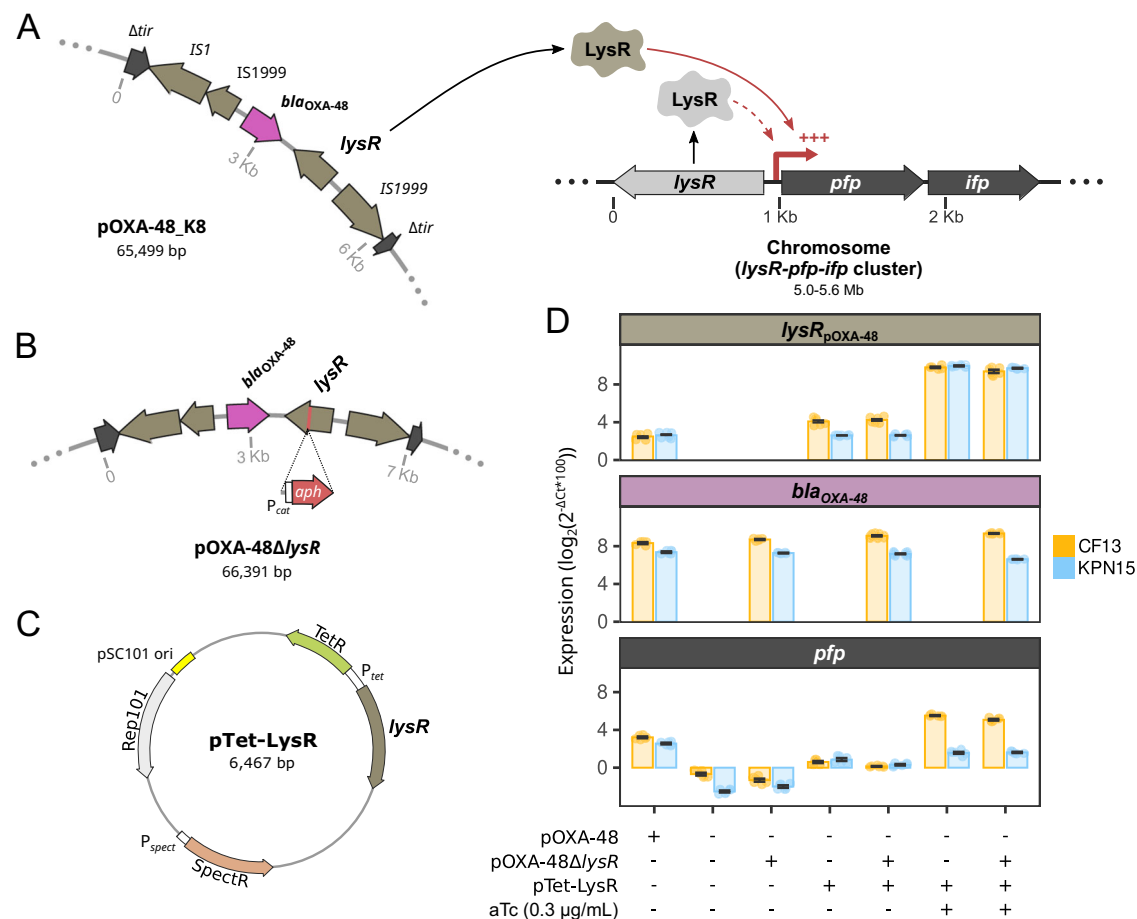 A
Δtir
IS1
IS1999
bla OXA-48
lysR
IS1999
Δtir
0
3 Kb
6 Kb
pOXA-48_K8
65,499 bp
LysR
LysR
+++
lysR
pfp
ifp
0
1 Kb
2 Kb
Chromosome
(lysR-pfp-ifp cluster)
5.0-5.6 Mb
B
bla OXA-48
lysR
0
3 Kb
7 Kb
P cat
aph
pOXA-48ΔlysR
66,391 bp
C
pSC101 ori
TetR
P tet
Rep101
lysR
pTet-LysR
6,467 bp
P spect
SpectR
D
lysR pOXA-48
8
4
0
bla OXA-48
8
4
0
pfp
8
4
0
Expression (log₂(2^-ΔCt*100))
CF13
KPN15
pOXA-48 + - - - - - -
pOXA-48ΔlysR - - + - + - +
pTet-LysR - - - + + + +
aTc (0.3 µg/mL) - - - - - + +